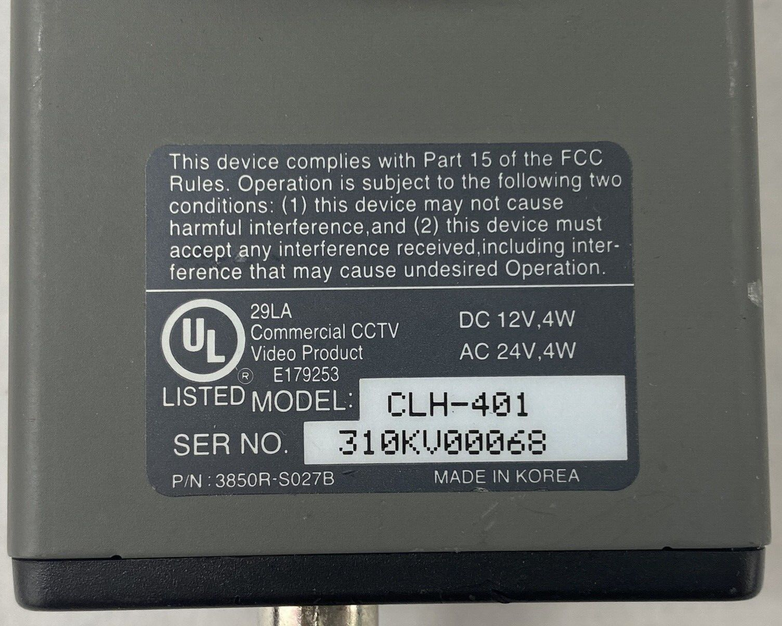 This device complies with Part 15 of the FCC
Rules. Operation is subject to the following two
conditions: (1) this device may not cause
harmful interference,and (2) this device must
accept any interference received,including inter-
ference that may cause undesired Operation.
UL
®
LISTED
29LA
Commercial CCTV
Video Product
E179253
DC 12V,4W
AC 24V,4W
MODEL: CLH-401
SER NO. 310KV00068
P/N : 3850R-S027B
MADE IN KOREA